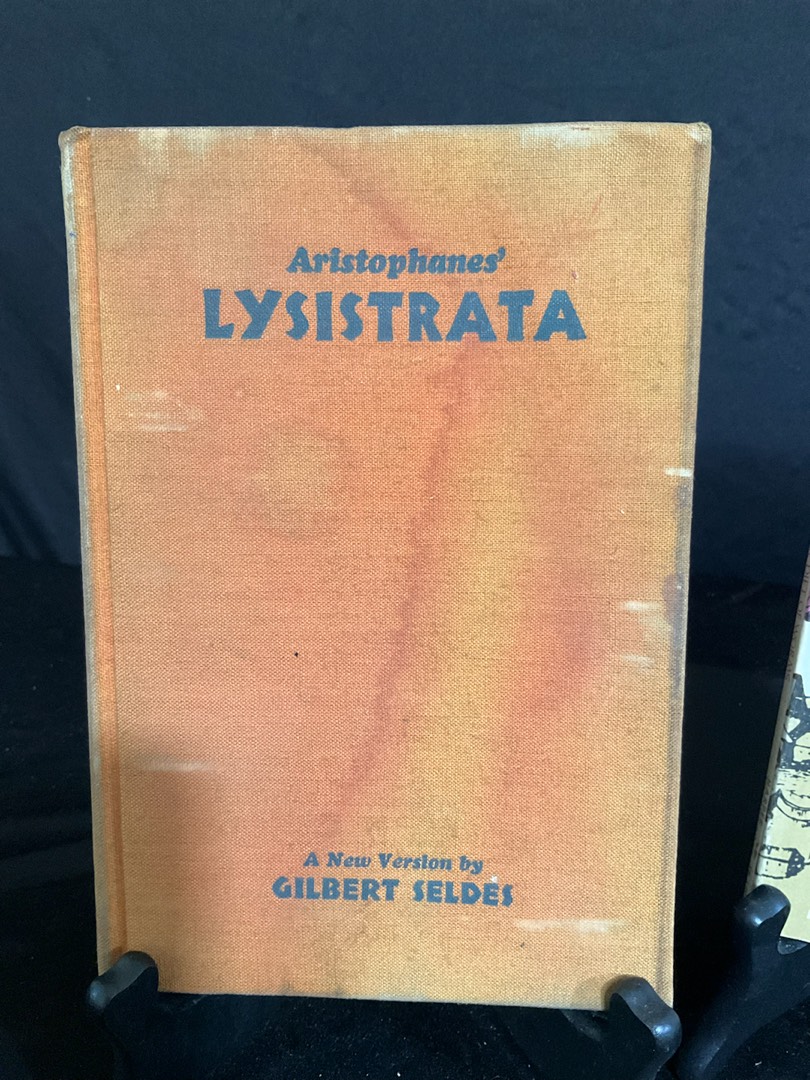 Aristophanes'
LYSISTRATA
A New Version by
GILBERT SELDES